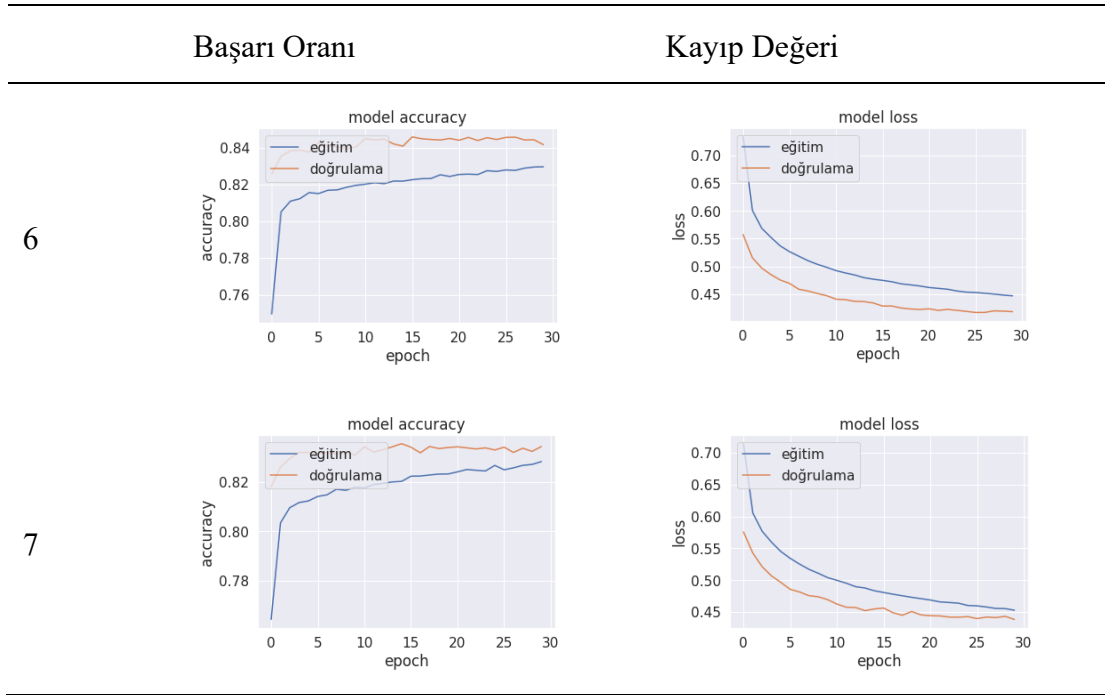 Başarı Oranı Kayıp Değeri
6
model accuracy
eğitim
doğrulama
accuracy
0.84
0.82
0.80
0.78
0.76
0 5 10 15 20 25 30
epoch
model loss
eğitim
doğrulama
loss
0.70
0.65
0.60
0.55
0.50
0.45
0 5 10 15 20 25 30
epoch
7
model accuracy
eğitim
doğrulama
accuracy
0.82
0.80
0.78
0 5 10 15 20 25 30
epoch
model loss
eğitim
doğrulama
loss
0.70
0.65
0.60
0.55
0.50
0.45
0 5 10 15 20 25 30
epoch